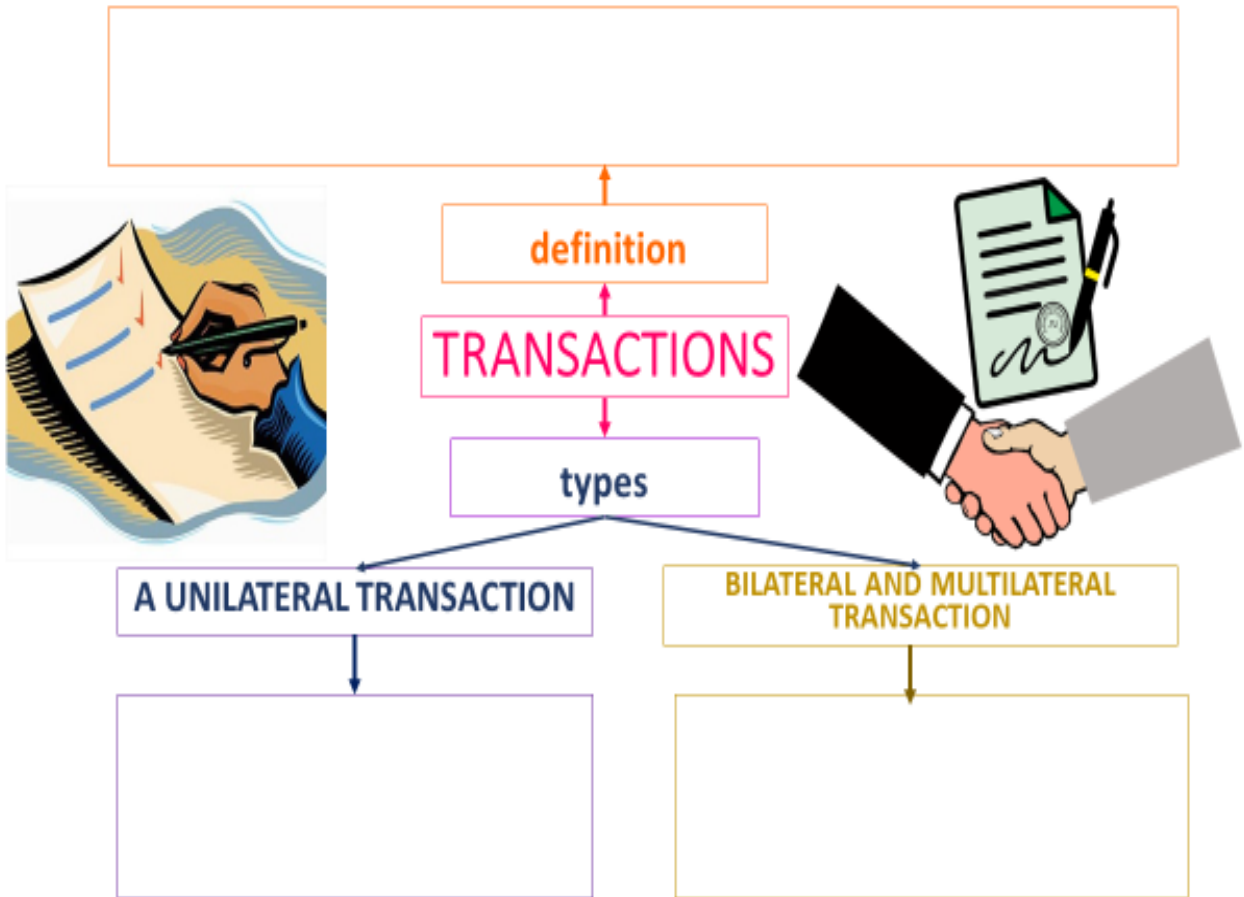 definition
TRANSACTIONS
types
A UNILATERAL TRANSACTION
BILATERAL AND MULTILATERAL
TRANSACTION